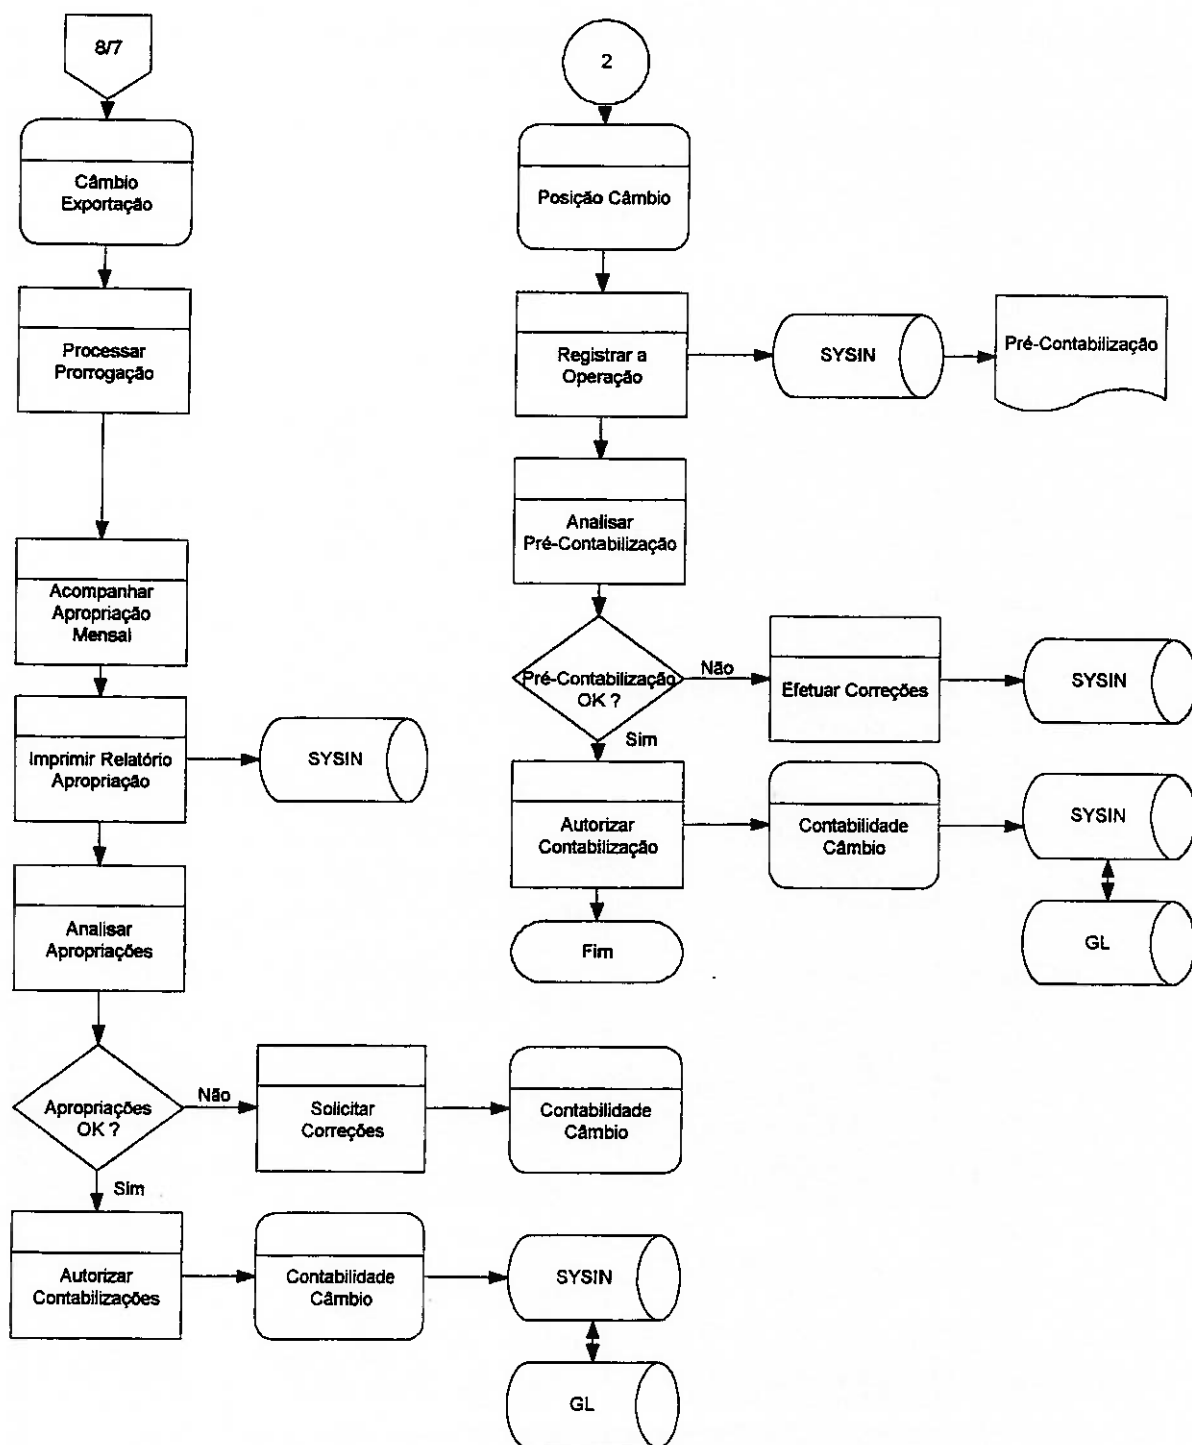 8/7
Câmbio
Exportação
Processar
Prorrogação
Acompanhar
Apropriação
Mensal
Imprimir Relatório
Apropriação
SYSIN
Analisar
Apropriações
Apropriações
OK ?
Não
Solicitar
Correções
Contabilidade
Câmbio
Sim
Autorizar
Contabilizações
Contabilidade
Câmbio
SYSIN
GL
2
Posição Câmbio
Registrar a
Operação
SYSIN
Pré-Contabilização
Analisar
Pré-Contabilização
Pré-Contabilização
OK ?
Não
Efetuar Correções
SYSIN
Sim
Autorizar
Contabilização
Contabilidade
Câmbio
SYSIN
GL
Fim